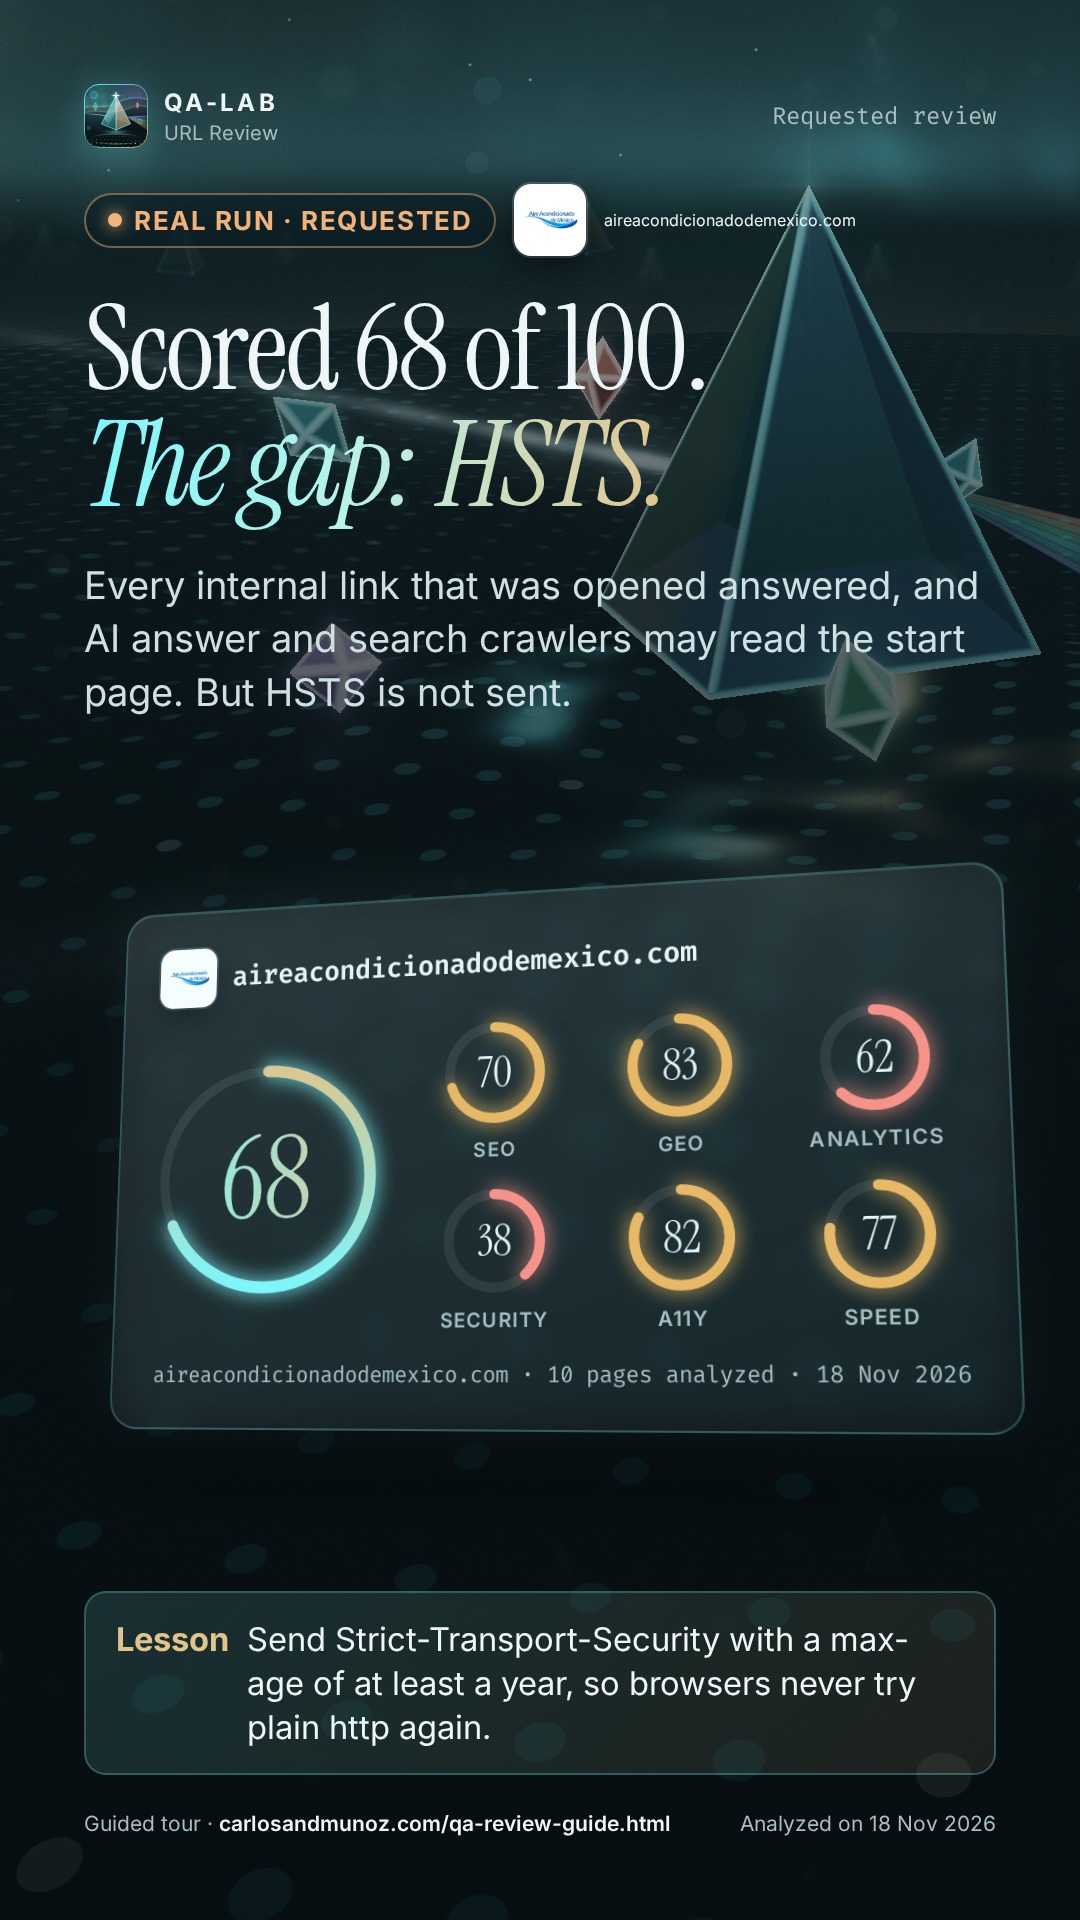 QA-LAB
URL Review
Requested review
REAL RUN · REQUESTED
Aire Acondicionado
de México
aireacondicionadodemexico.com
Scored 68 of 100.
The gap: HSTS.
Every internal link that was opened answered, and
AI answer and search crawlers may read the start
page. But HSTS is not sent.
aireacondicionadodemexico.com
68
70
SEO
83
GEO
62
ANALYTICS
38
SECURITY
82
A11Y
77
SPEED
aireacondicionadodemexico.com · 10 pages analyzed · 18 Nov 2026
Lesson
Send Strict-Transport-Security with a max-
age of at least a year, so browsers never try
plain http again.
Guided tour · carlosandmunoz.com/qa-review-guide.html
Analyzed on 18 Nov 2026